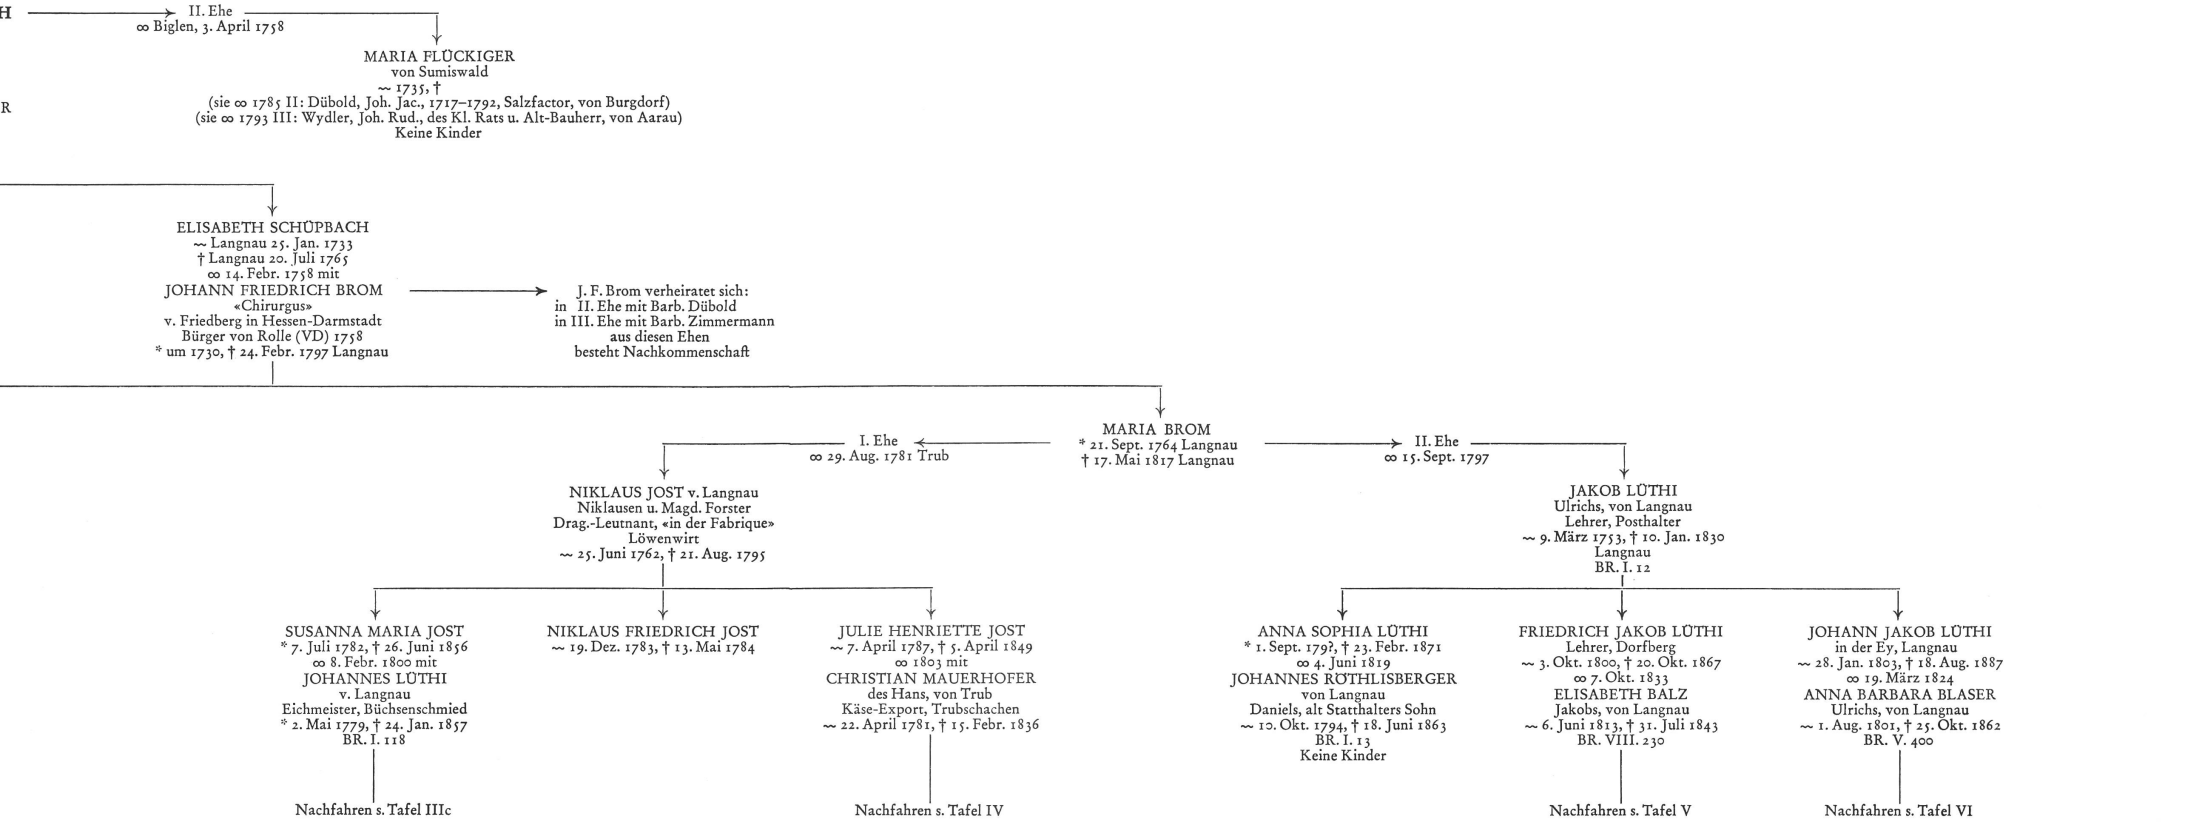 H
II. Ehe
∞ Biglen, 3. April 1758
MARIA FLÜCKIGER
von Sumiswald
~ 1735, †
R
(sie ∞ 1785 II: Dübold, Joh. Jac., 1717–1792, Salzfactor, von Burgdorf)
(sie ∞ 1793 III: Wydler, Joh. Rud., des Kl. Rats u. Alt-Bauherr, von Aarau)
Keine Kinder
ELISABETH SCHÜPBACH
~ Langnau 25. Jan. 1733
† Langnau 20. Juli 1765
∞ 14. Febr. 1758 mit
JOHANN FRIEDRICH BROM
«Chirurgus»
v. Friedberg in Hessen-Darmstadt
Bürger von Rolle (VD) 1758
* um 1730, † 24. Febr. 1797 Langnau
J. F. Brom verheiratet sich:
in II. Ehe mit Barb. Dübold
in III. Ehe mit Barb. Zimmermann
aus diesen Ehen
besteht Nachkommenschaft
MARIA BROM
* 21. Sept. 1764 Langnau
† 17. Mai 1817 Langnau
I. Ehe
∞ 29. Aug. 1781 Trub
II. Ehe
∞ 15. Sept. 1797
NIKLAUS JOST v. Langnau
Niklausen u. Magd. Forster
Drag.-Leutnant, «in der Fabrique»
Löwenwirt
~ 25. Juni 1762, † 21. Aug. 1795
JAKOB LÜTHI
Ulrichs, von Langnau
Lehrer, Posthalter
~ 9. März 1753, † 10. Jan. 1830
Langnau
BR. I. 12
SUSANNA MARIA JOST
* 7. Juli 1782, † 26. Juni 1856
∞ 8. Febr. 1800 mit
JOHANNES LÜTHI
v. Langnau
Eichmeister, Büchsenschmied
* 2. Mai 1779, † 24. Jan. 1857
BR. I. 118
Nachfahren s. Tafel IIIc
NIKLAUS FRIEDRICH JOST
~ 19. Dez. 1783, † 13. Mai 1784
JULIE HENRIETTE JOST
~ 7. April 1787, † 5. April 1849
∞ 1803 mit
CHRISTIAN MAUERHOFER
des Hans, von Trub
Käse-Export, Trubschachen
~ 22. April 1781, † 15. Febr. 1836
Nachfahren s. Tafel IV
ANNA SOPHIA LÜTHI
* 1. Sept. 179?, † 23. Febr. 1871
∞ 4. Juni 1819
JOHANNES RÖTHLISBERGER
von Langnau
Daniels, alt Statthalters Sohn
~ 10. Okt. 1794, † 18. Juni 1863
BR. I. 13
Keine Kinder
FRIEDRICH JAKOB LÜTHI
Lehrer, Dorfberg
~ 3. Okt. 1800, † 20. Okt. 1867
∞ 7. Okt. 1833
ELISABETH BALZ
Jakobs, von Langnau
~ 6. Juni 1813, † 31. Juli 1843
BR. VIII. 230
Nachfahren s. Tafel V
JOHANN JAKOB LÜTHI
in der Ey, Langnau
~ 28. Jan. 1803, † 18. Aug. 1887
∞ 19. März 1824
ANNA BARBARA BLASER
Ulrichs, von Langnau
~ 1. Aug. 1801, † 25. Okt. 1862
BR. V. 400
Nachfahren s. Tafel VI